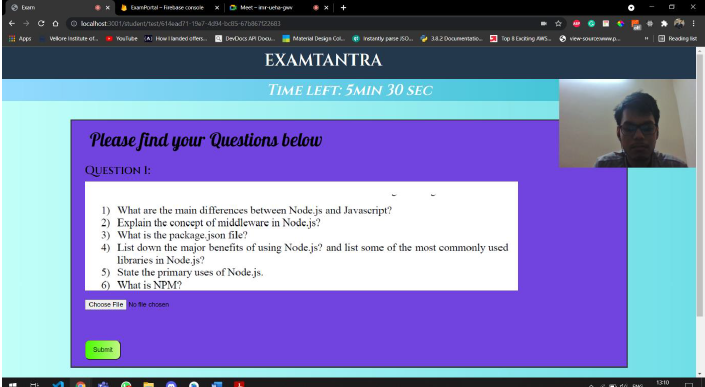 Exam
ExamPortal – Firebase console
Meet – imr-ueha-gwv
localhost:3001/student/test/614ead71-19e7-4d94-bc85-67b867f22683
Apps
Vellore Institute of...
YouTube
How I landed offers...
DevDocs API Docu...
Material Design Col...
Instantly parse JSO...
3.8.2 Documentatio...
Top 8 Exciting AWS...
view-source:www.p...
Reading list
EXAMTANTRA
TIME LEFT: 5MIN 30 SEC
Please find your Questions below
QUESTION 1:
1) What are the main differences between Node.js and Javascript?
2) Explain the concept of middleware in Node.js?
3) What is the package.json file?
4) List down the major benefits of using Node.js? and list some of the most commonly used
libraries in Node.js?
5) State the primary uses of Node.js.
6) What is NPM?
Choose File No file chosen
Submit
13:10